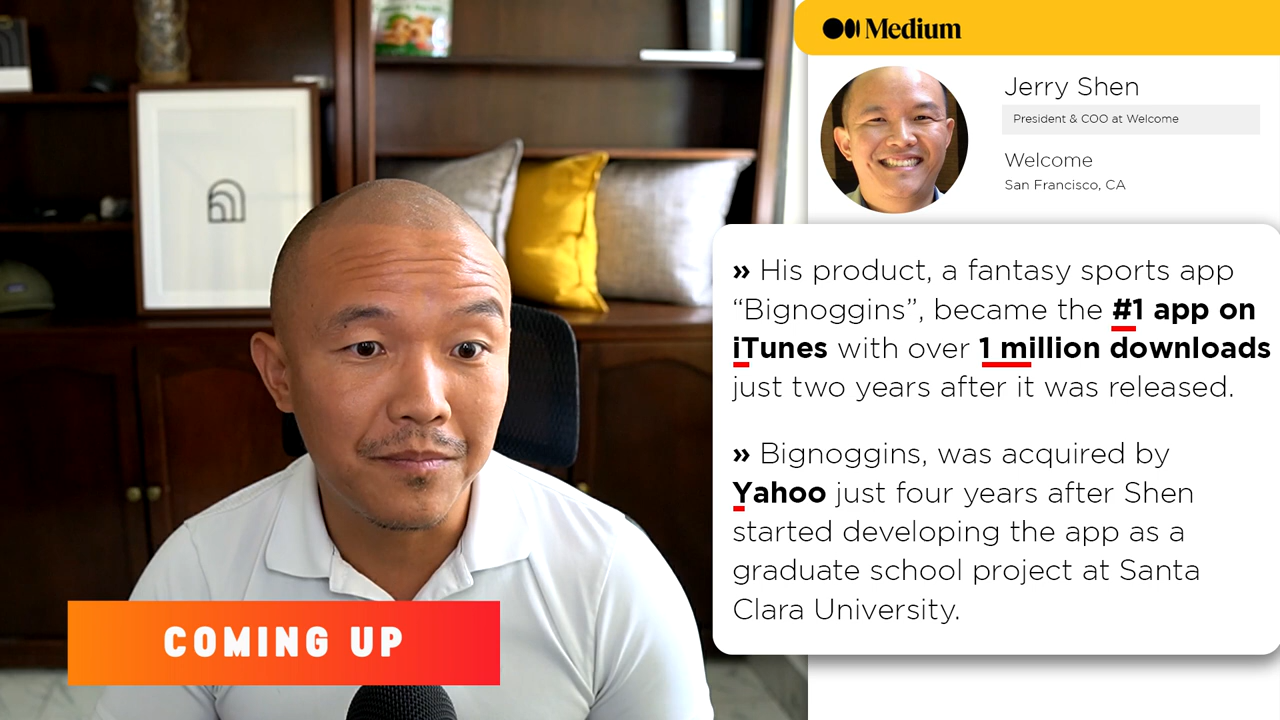 Medium
Jerry Shen
President & COO at Welcome
Welcome
San Francisco, CA
» His product, a fantasy sports app
“Bignoggins”, became the #1 app on
iTunes with over 1 million downloads
just two years after it was released.
» Bignoggins, was acquired by
Yahoo just four years after Shen
started developing the app as a
graduate school project at Santa
Clara University.
COMING UP